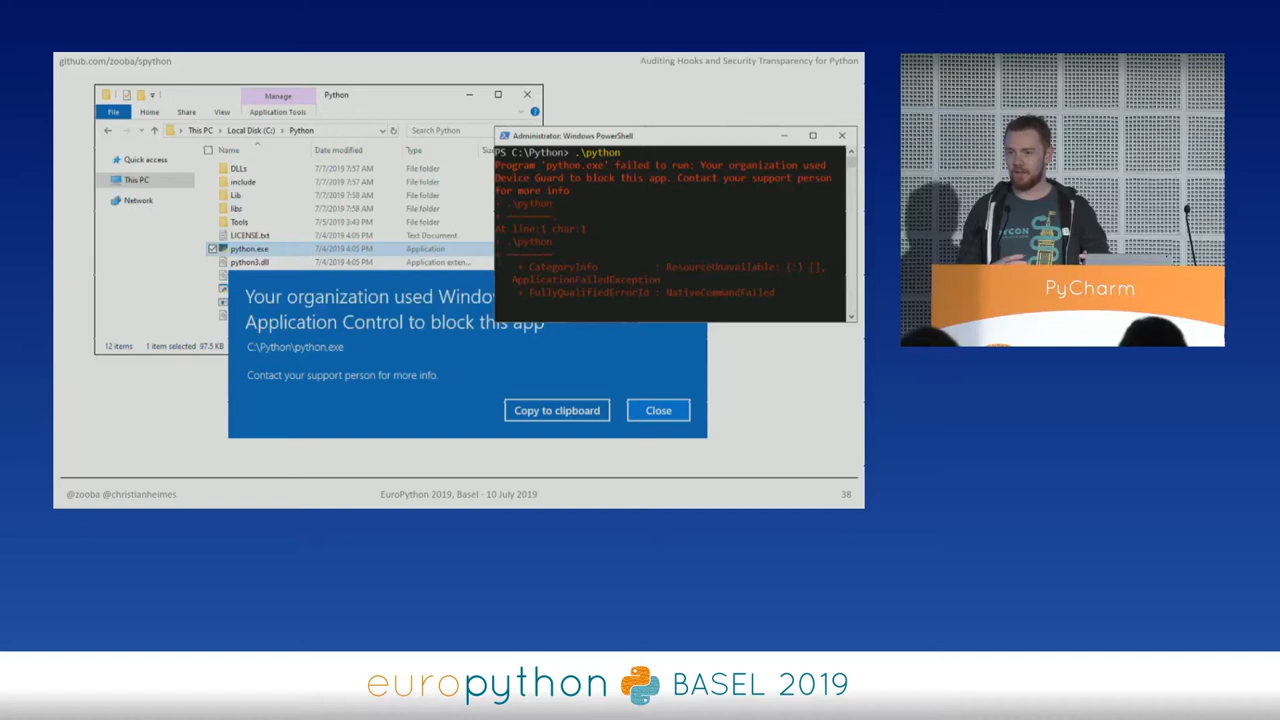 github.com/zooba/spython
Auditing Hooks and Security Transparency for Python
Manage
Python
File
Home
Share
View
Application Tools
This PC
Local Disk (C:)
Python
Search Python
Name
Date modified
Type
Quick access
This PC
Network
DLLs
7/7/2019 7:57 AM
File folder
include
7/7/2019 7:57 AM
File folder
Lib
7/7/2019 7:58 AM
File folder
libs
7/7/2019 7:58 AM
File folder
Tools
7/5/2019 3:43 PM
File folder
LICENSE.txt
7/4/2019 4:05 PM
Text Document
python.exe
7/4/2019 4:05 PM
Application
python3.dll
7/4/2019 4:05 PM
Application exten...
12 items
1 item selected 97.5 KB
Administrator: Windows PowerShell
PS C:\Python> .\python
Program 'python.exe' failed to run: Your organization used
Device Guard to block this app. Contact your support person
for more info
+ .\python
+ ~~~~~~~~.
At line:1 char:1
+ .\python
+ ~~~~~~~~
+ CategoryInfo : ResourceUnavailable: (:) [],
ApplicationFailedException
+ FullyQualifiedErrorId : NativeCommandFailed
Your organization used Windo
Application Control to block this app
C:\Python\python.exe
Contact your support person for more info.
Copy to clipboard
Close
@zooba @christianheimes
EuroPython 2019, Basel · 10 July 2019
38
PYCON
PyCharm
europython BASEL 2019